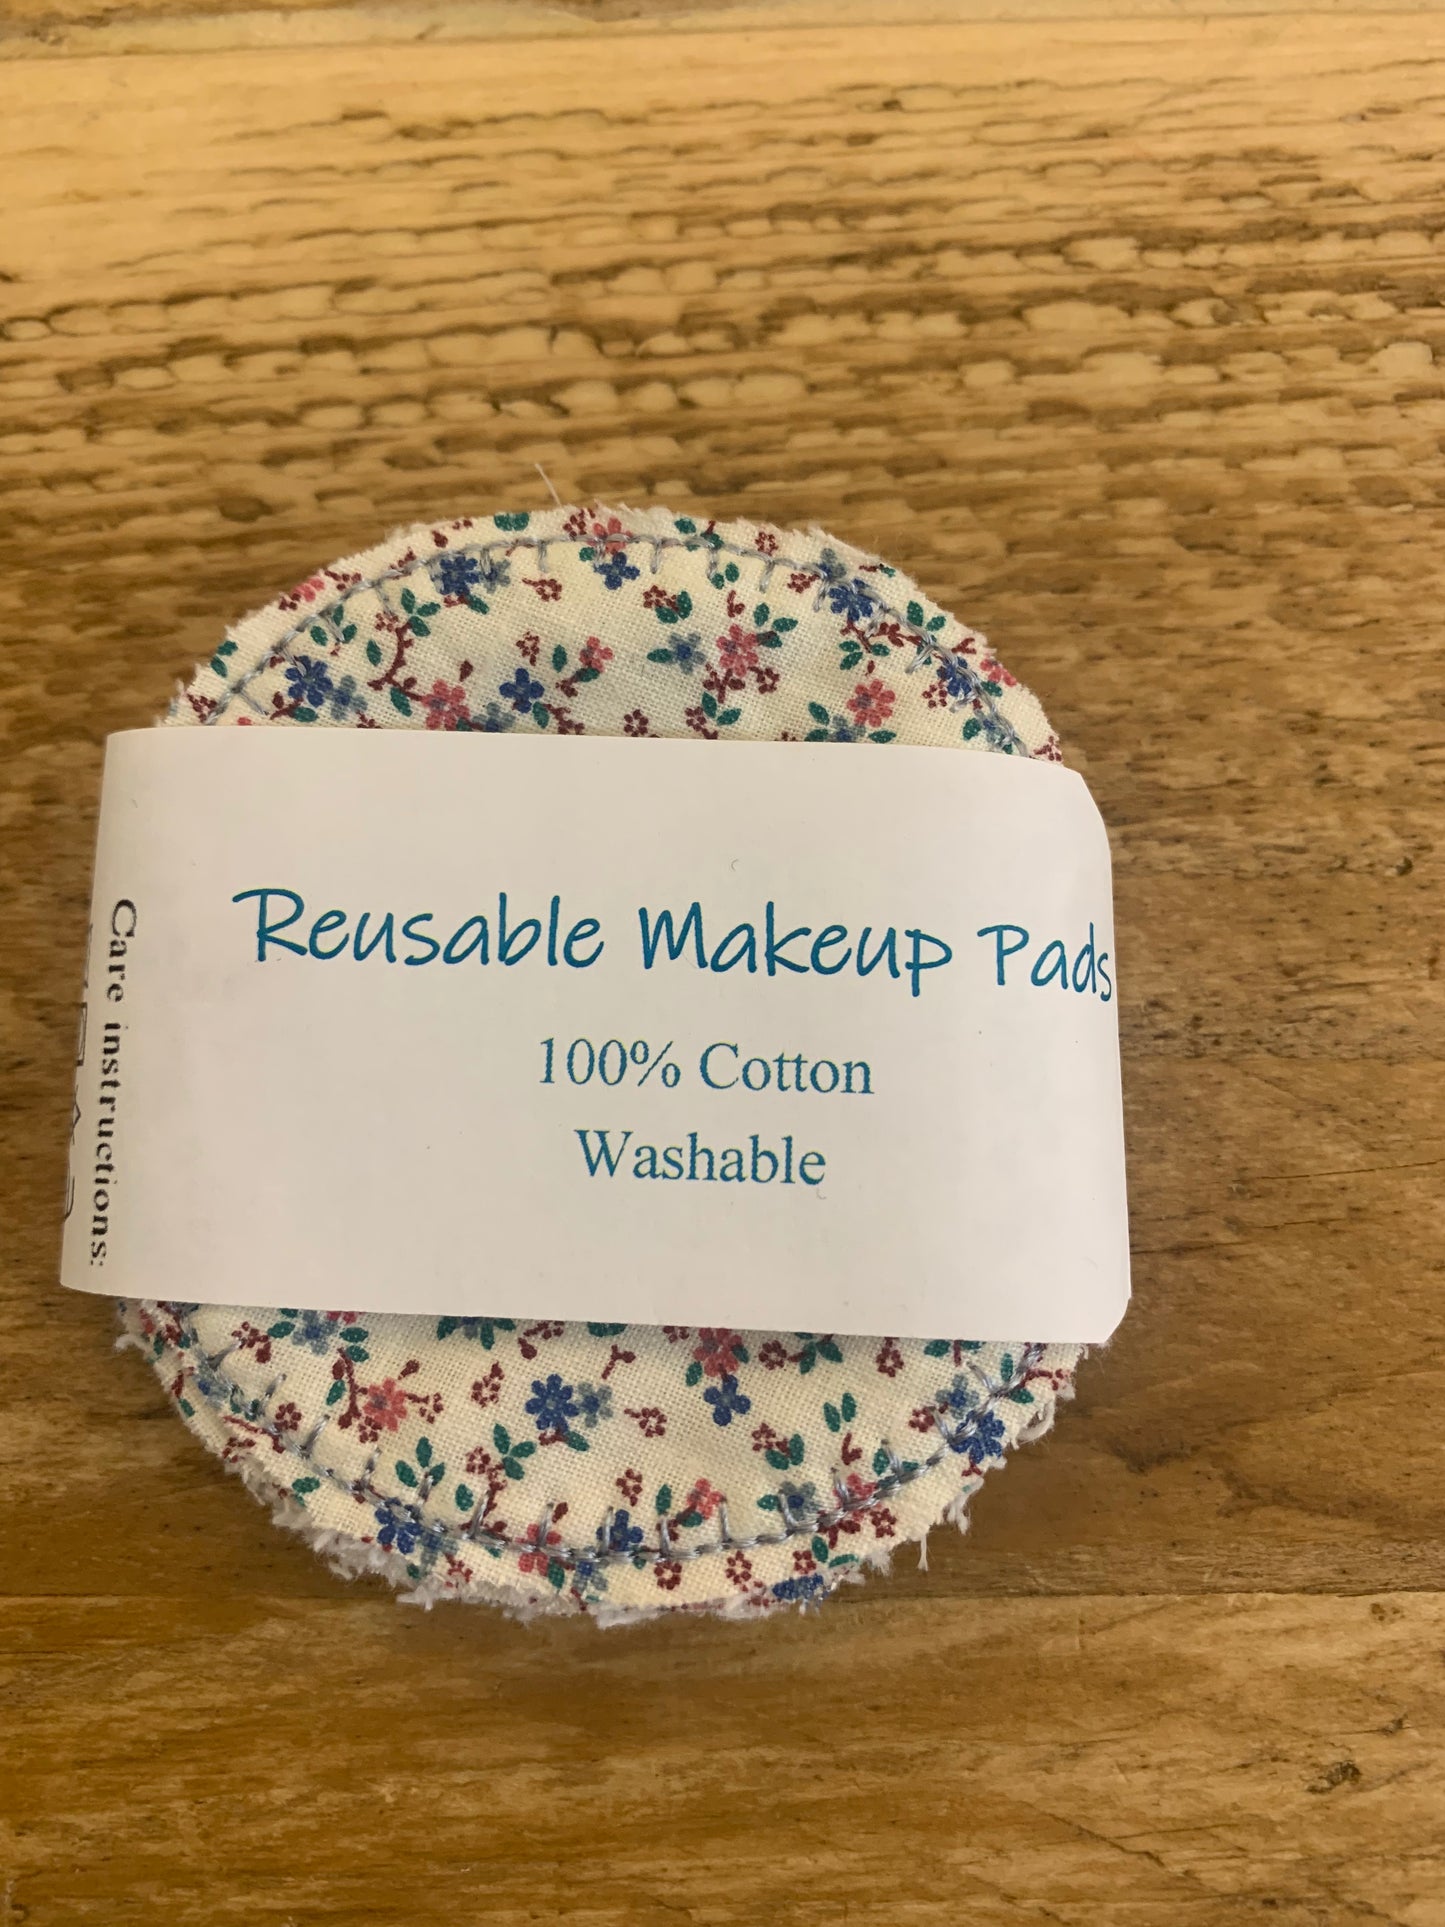 Reusable Makeup Pads
100% Cotton
Washable
Care instructions: